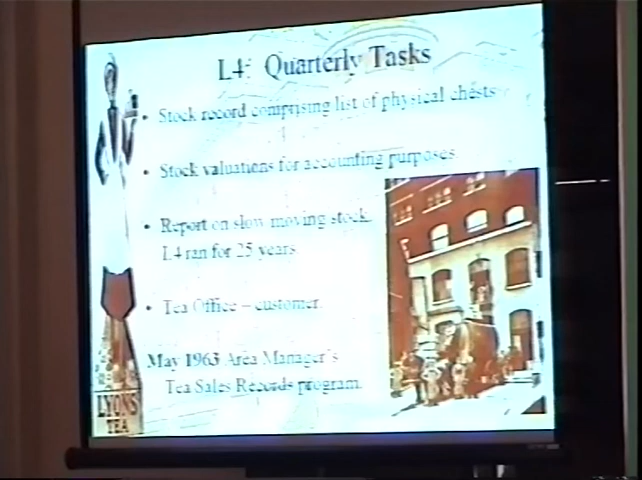 L4: Quarterly Tasks
• Stock record comprising list of physical chests
• Stock valuations for accounting purposes
• Report on slow moving stock.
L4 ran for 25 years
• Tea Office – customer.
May 1963 Area Manager's
Tea Sales Records program.
LYONS
TEA